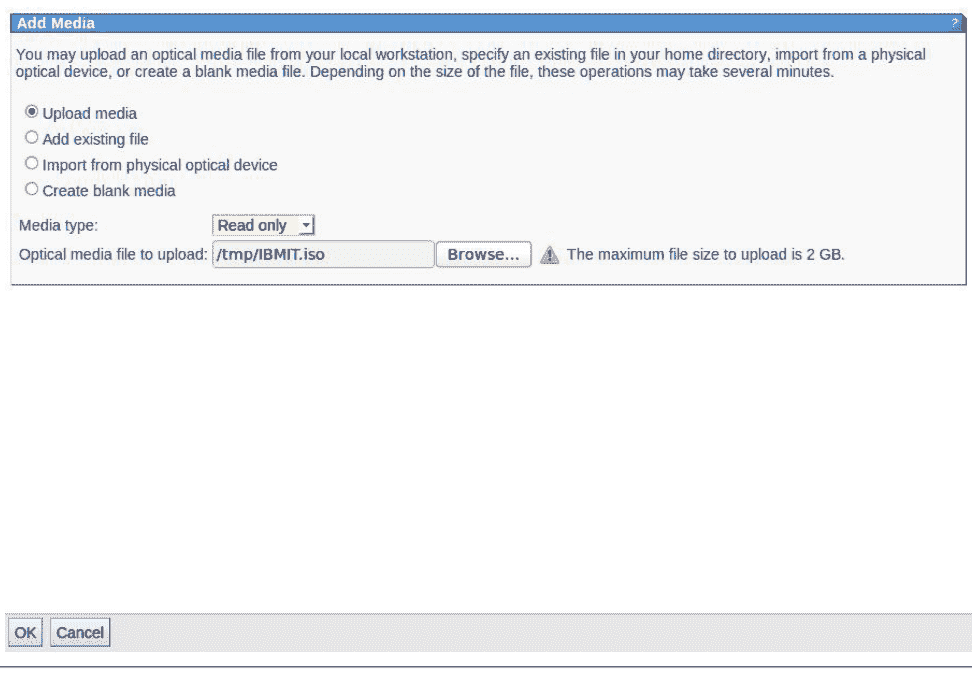 Add Media ?
You may upload an optical media file from your local workstation, specify an existing file in your home directory, import from a physical
optical device, or create a blank media file. Depending on the size of the file, these operations may take several minutes.
Upload media
Add existing file
Import from physical optical device
Create blank media
Media type: Read only
Optical media file to upload: /tmp/IBMIT.iso Browse... The maximum file size to upload is 2 GB.
OK Cancel